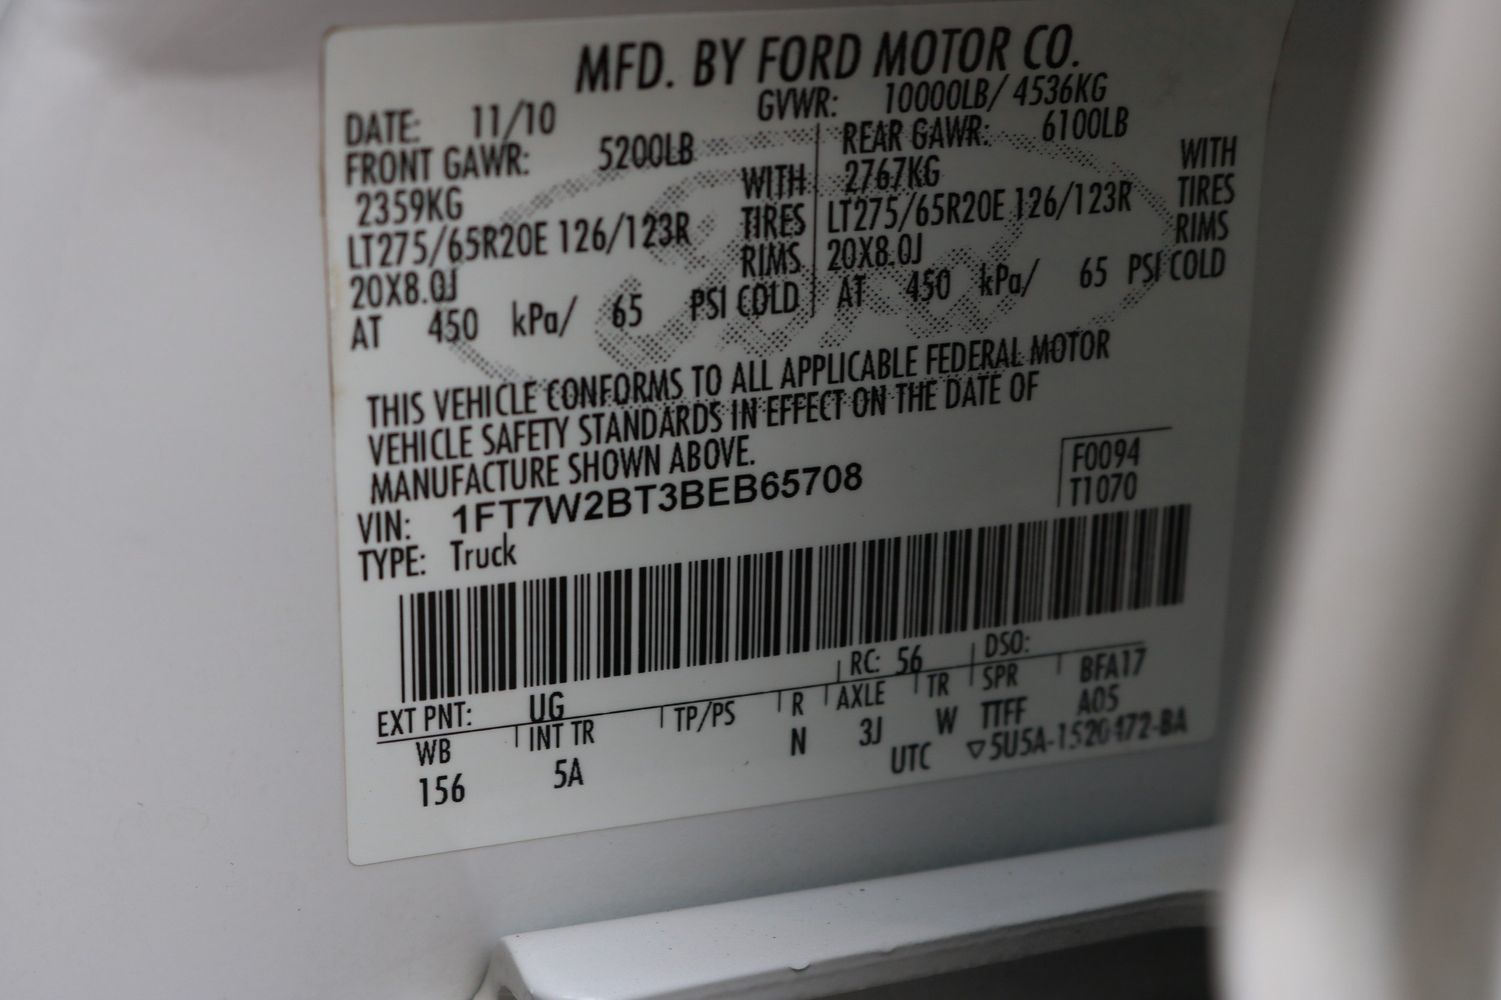 MFD. BY FORD MOTOR CO.
DATE: 11/10 GVWR: 10000LB/ 4536KG
FRONT GAWR: 5200LB REAR GAWR: 6100LB
2359KG WITH 2767KG WITH
LT275/65R20E 126/123R TIRES LT275/65R20E 126/123R TIRES
20X8.0J RIMS 20X8.0J RIMS
AT 450 kPa/ 65 PSI COLD AT 450 kPa/ 65 PSI COLD
THIS VEHICLE CONFORMS TO ALL APPLICABLE FEDERAL MOTOR
VEHICLE SAFETY STANDARDS IN EFFECT ON THE DATE OF
MANUFACTURE SHOWN ABOVE.
VIN: 1FT7W2BT3BEB65708 F0094
TYPE: Truck T1070
EXT PNT: UG RC: 56 DSO:
WB INT TR TP/PS R AXLE TR SPR BFA17
156 5A N 3J W TTFF A05
UTC ▽5U5A-1520472-BA